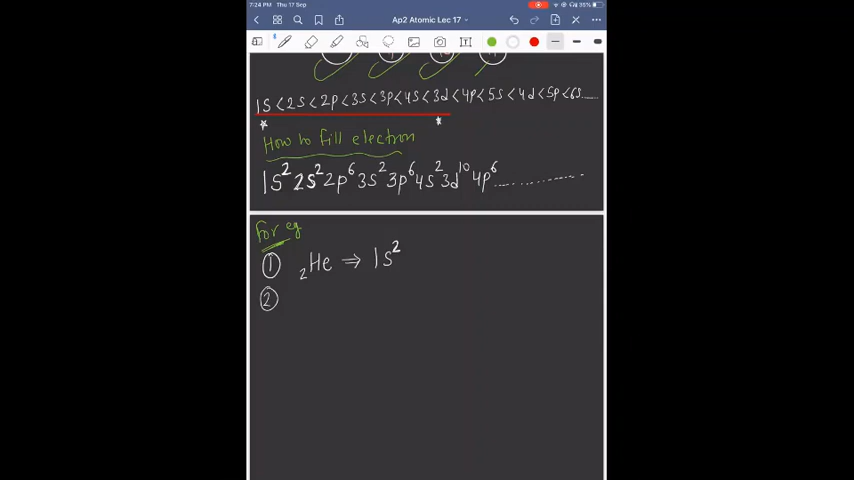 7:24 PM Thu 17 Sep
35%
Ap2 Atomic Lec 17
1s < 2s < 2p < 3s < 3p < 4s < 3d < 4p < 5s < 4d < 5p < 6s......
How to fill electron
1s² 2s² 2p⁶ 3s² 3p⁶ 4s² 3d¹⁰ 4p⁶ ................
for eg
① ₂He ⇒ 1s²
②